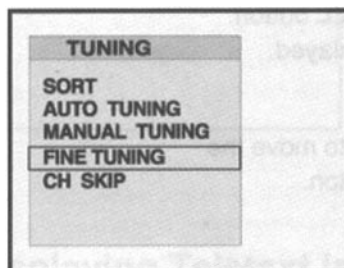 TUNING
SORT
AUTO TUNING
MANUAL TUNING
FINE TUNING
CH SKIP